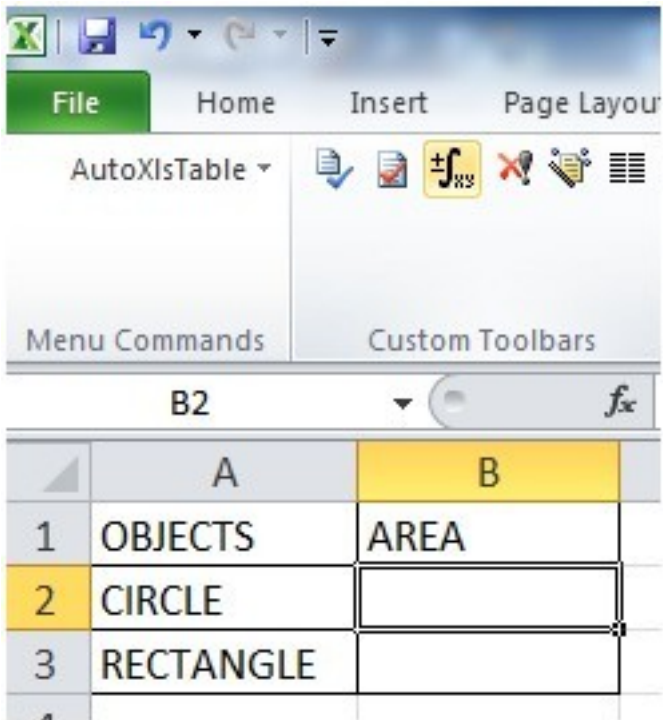 File Home Insert Page Layou
AutoXlsTable
±∫xy
Menu Commands Custom Toolbars
B2 fx
A B
1 OBJECTS AREA
2 CIRCLE
3 RECTANGLE